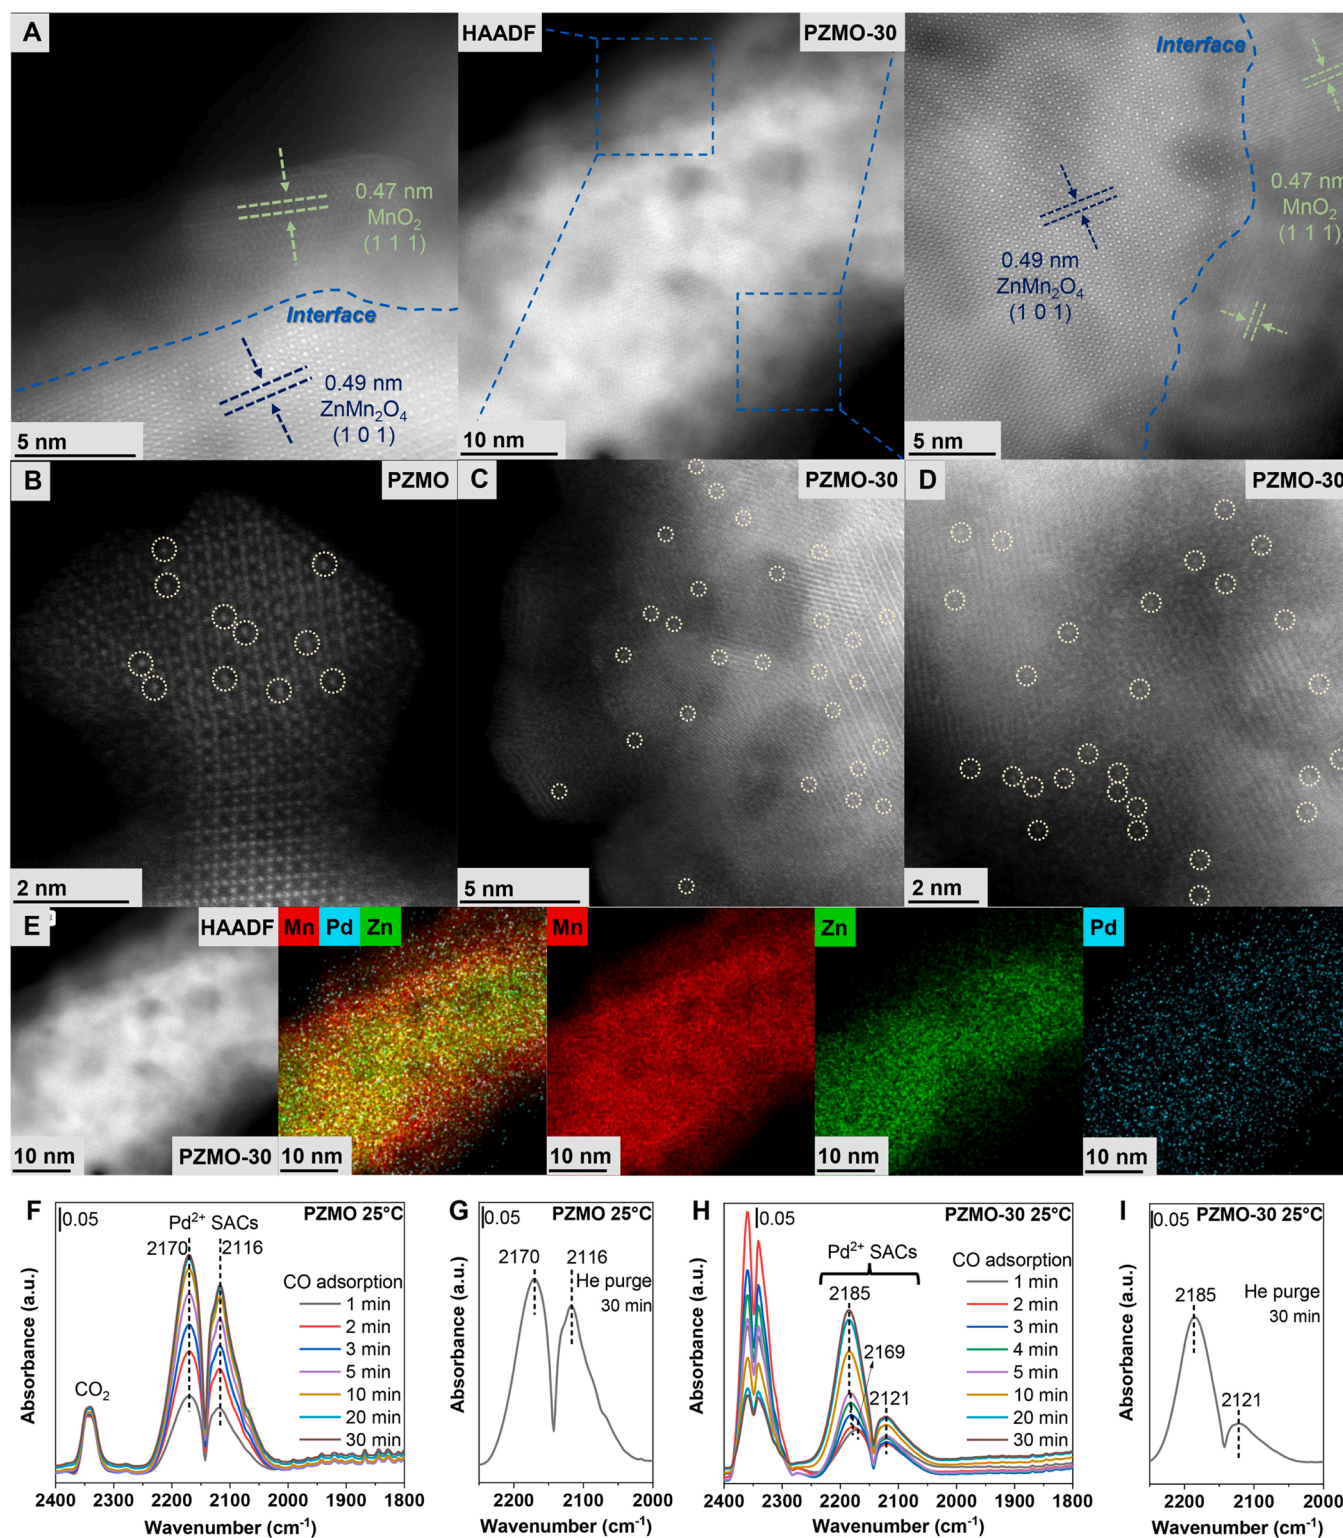 A
0.47 nm
MnO₂
(1 1 1)
Interface
0.49 nm
ZnMn₂O₄
(1 0 1)
5 nm
HAADF
PZMO-30
10 nm
Interface
0.47 nm
MnO₂
(1 1 1)
0.49 nm
ZnMn₂O₄
(1 0 1)
5 nm
B
PZMO
2 nm
C
PZMO-30
5 nm
D
PZMO-30
2 nm
E
HAADF
10 nm
PZMO-30
Mn Pd Zn
10 nm
Mn
10 nm
Zn
10 nm
Pd
10 nm
F
0.05
PZMO 25°C
Pd²⁺ SACs
2170
2116
CO adsorption
1 min
2 min
3 min
5 min
10 min
20 min
30 min
CO₂
Absorbance (a.u.)
2400 2300 2200 2100 2000 1900 1800
Wavenumber (cm⁻¹)
G
0.05
PZMO 25°C
2170
2116
He purge
30 min
Absorbance (a.u.)
2200 2100 2000
Wavenumber (cm⁻¹)
H
0.05
PZMO-30 25°C
Pd²⁺ SACs
2185
2169
2121
CO adsorption
1 min
2 min
3 min
4 min
5 min
10 min
20 min
30 min
Absorbance (a.u.)
2400 2300 2200 2100 2000 1900 1800
Wavenumber (cm⁻¹)
I
0.05
PZMO-30 25°C
2185
He purge
30 min
2121
Absorbance (a.u.)
2200 2100 2000
Wavenumber (cm⁻¹)